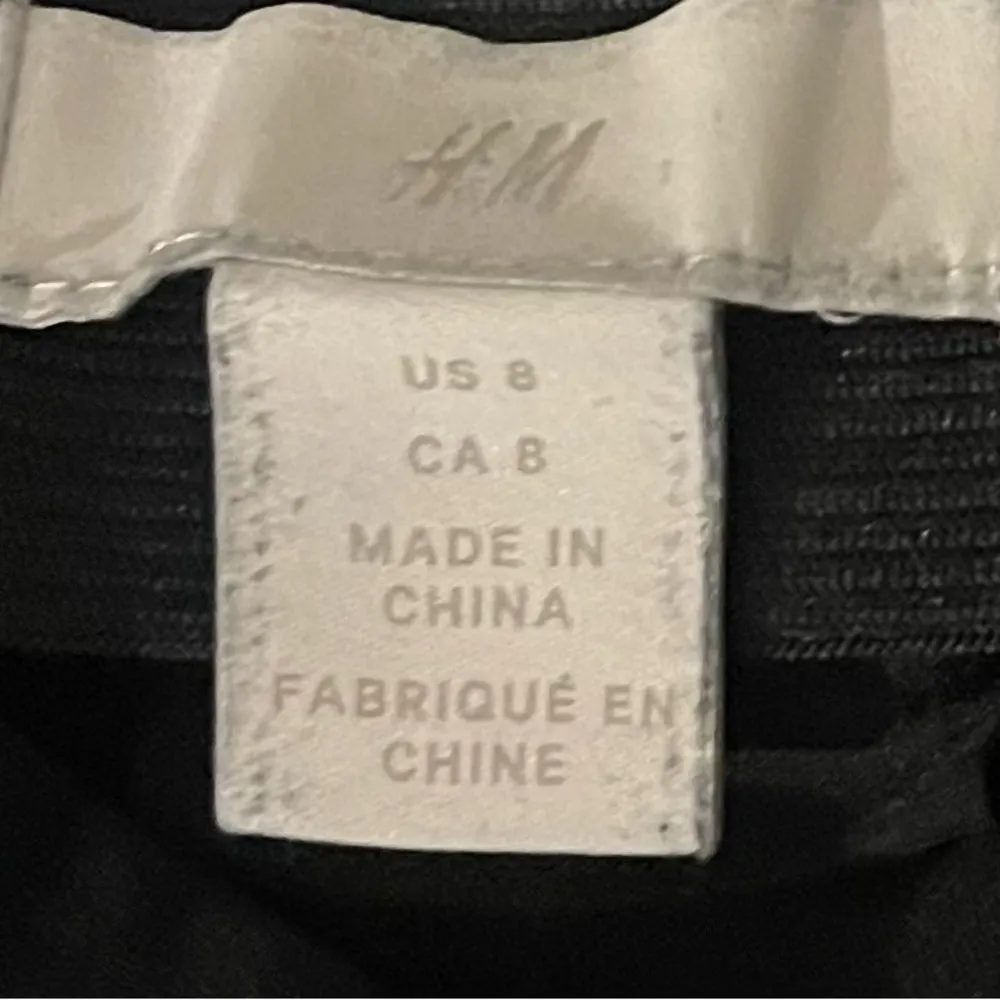 H&M
US 8
CA 8
MADE IN
CHINA
FABRIQUÉ EN
CHINE